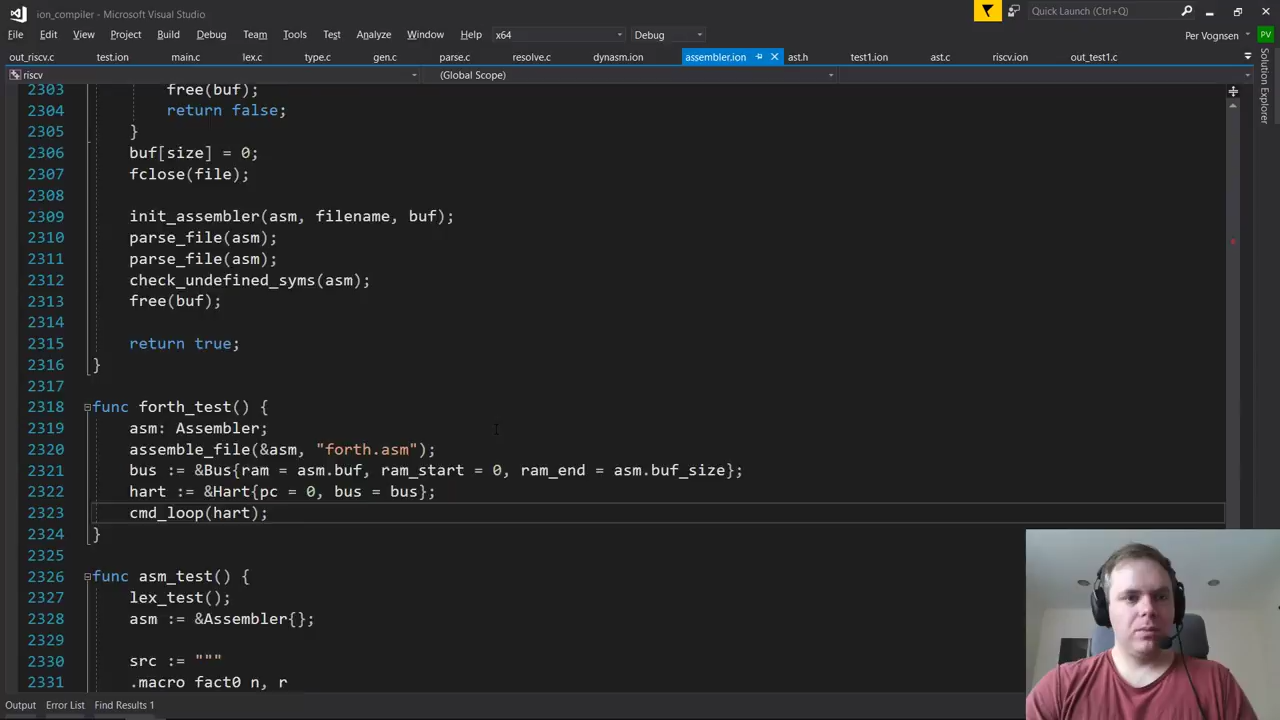 ion_compiler - Microsoft Visual Studio
Quick Launch (Ctrl+Q)
File Edit View Project Build Debug Team Tools Test Analyze Window Help x64 Debug
Per Vognsen PV
out_riscv.c test.ion main.c lex.c type.c gen.c parse.c resolve.c dynasm.ion assembler.ion ast.h test1.ion ast.c riscv.ion out_test1.c
riscv (Global Scope)
Solution Explorer
2303 free(buf);
2304 return false;
2305 }
2306 buf[size] = 0;
2307 fclose(file);
2308
2309 init_assembler(asm, filename, buf);
2310 parse_file(asm);
2311 parse_file(asm);
2312 check_undefined_syms(asm);
2313 free(buf);
2314
2315 return true;
2316 }
2317
2318 func forth_test() {
2319 asm: Assembler;
2320 assemble_file(&asm, "forth.asm");
2321 bus := &Bus{ram = asm.buf, ram_start = 0, ram_end = asm.buf_size};
2322 hart := &Hart{pc = 0, bus = bus};
2323 cmd_loop(hart);
2324 }
2325
2326 func asm_test() {
2327 lex_test();
2328 asm := &Assembler{};
2329
2330 src := """
2331 .macro fact0 n, r
Output Error List Find Results 1